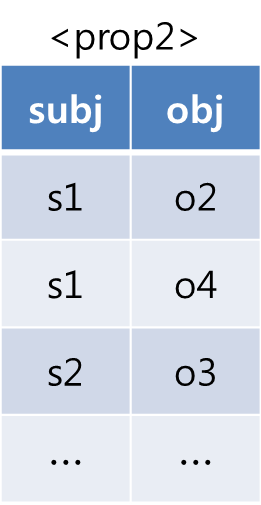 <prop2>
subj obj
s1 o2
s1 o4
s2 o3
... ...